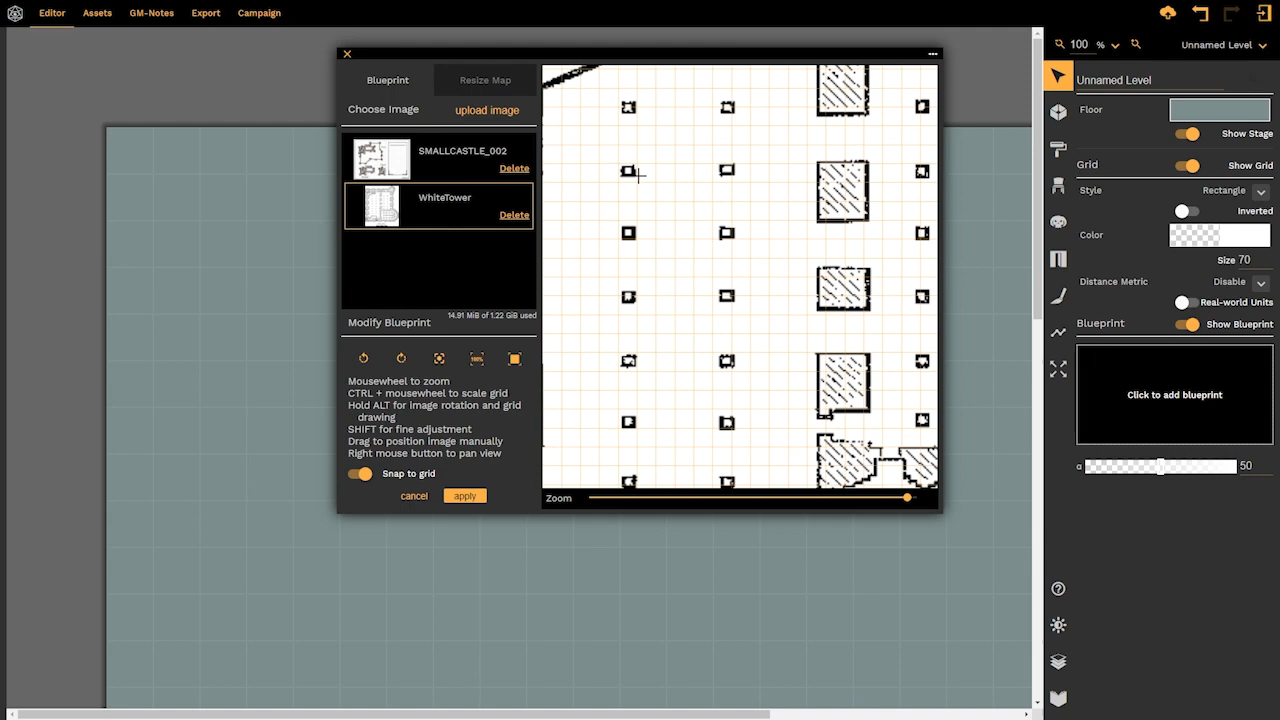 Editor Assets GM-Notes Export Campaign
100 % Unnamed Level
Blueprint Resize Map
Choose Image upload image
SMALLCASTLE_002
Delete
WhiteTower
Delete
14.91 MiB of 1.22 GiB used
Modify Blueprint
100%
Mousewheel to zoom
CTRL + mousewheel to scale grid
Hold ALT for image rotation and grid
drawing
SHIFT for fine adjustment
Drag to position image manually
Right mouse button to pan view
Snap to grid
cancel apply
Zoom
Unnamed Level
Floor
Show Stage
Grid Show Grid
Style Rectangle
Inverted
Color
Size 70
Distance Metric Disable
Real-world Units
Blueprint Show Blueprint
Click to add blueprint
α 50